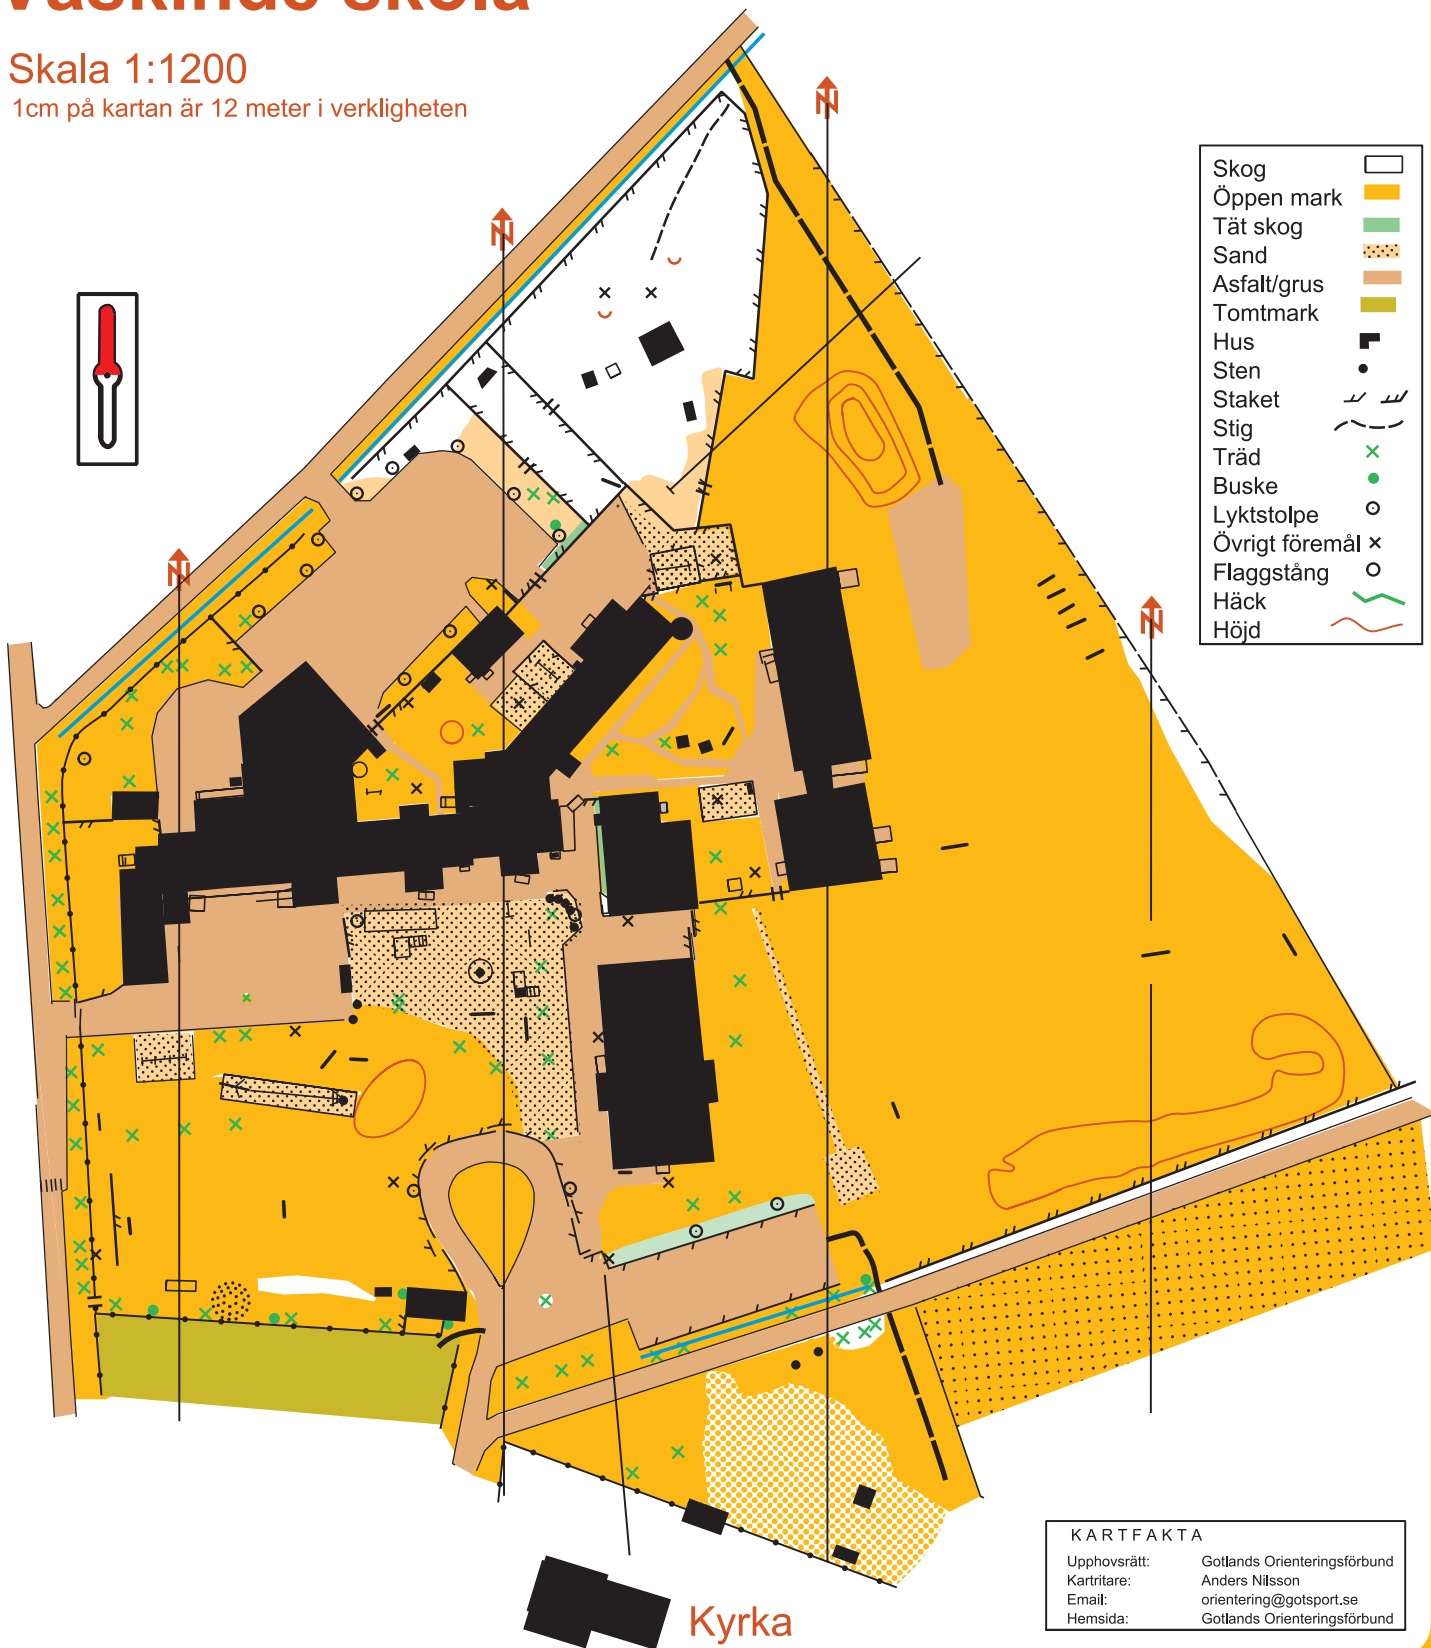 Väskinde skola
Skala 1:1200
1cm på kartan är 12 meter i verkligheten
N
N
N
N
Skog
Öppen mark
Tät skog
Sand
Asfalt/grus
Tomtmark
Hus
Sten
Staket
Stig
Träd
Buske
Lyktstolpe
Övrigt föremål
Flaggstång
Häck
Höjd
KARTFAKTA
Upphovsrätt: Gotlands Orienteringsförbund
Kartritare: Anders Nilsson
Email: orientering@gotsport.se
Hemsida: Gotlands Orienteringsförbund
Kyrka